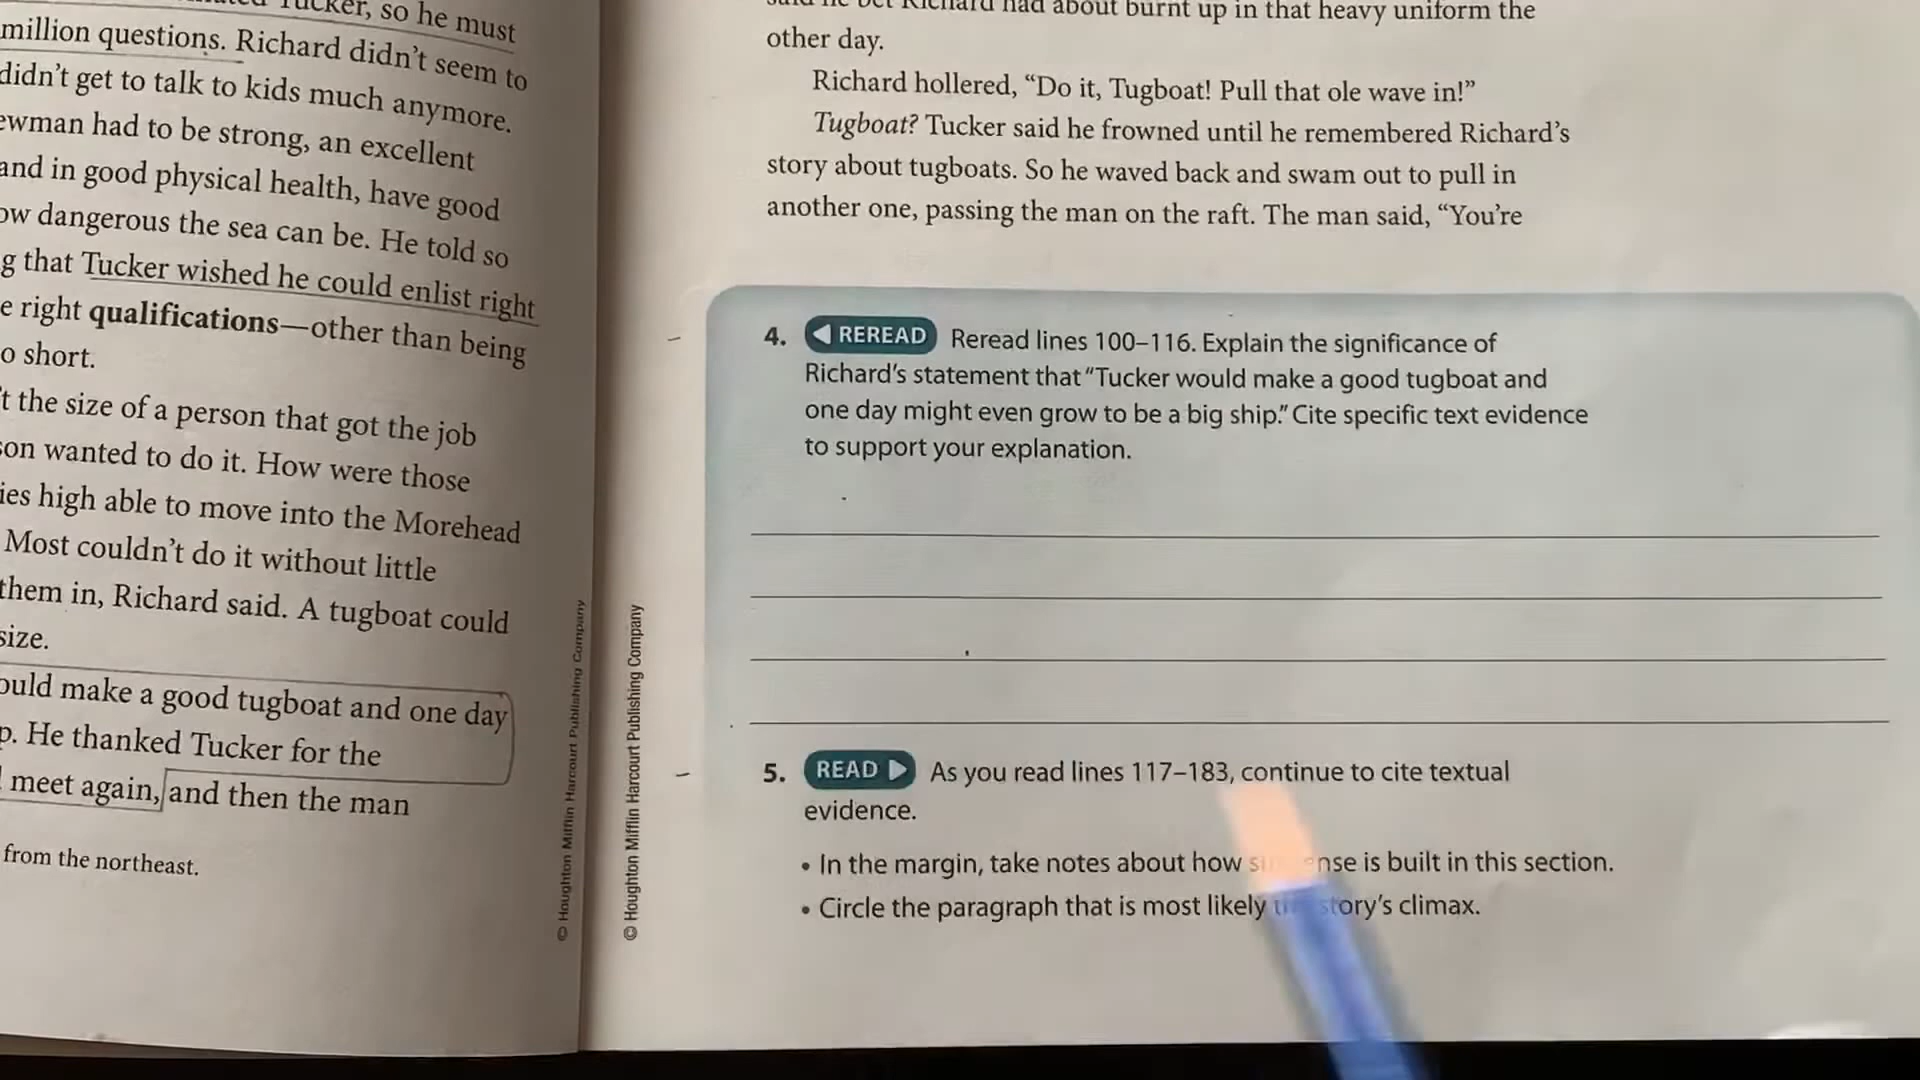 Tucker, so he must
million questions. Richard didn't seem to
didn't get to talk to kids much anymore.
had to be strong, an excellent
and in good physical health, have good
dangerous the sea can be. He told so
that Tucker wished he could enlist right
right qualifications—other than being
short.
the size of a person that got the job
wanted to do it. How were those
high able to move into the Morehead
Most couldn't do it without little
them in, Richard said. A tugboat could
size.
make a good tugboat and one day
He thanked Tucker for the
meet again, and then the man
from the northeast.
© Houghton Mifflin Harcourt Publishing Company
© Houghton Mifflin Harcourt Publishing Company
said he bet Richard had about burnt up in that heavy uniform the
other day.
Richard hollered, “Do it, Tugboat! Pull that ole wave in!”
Tugboat? Tucker said he frowned until he remembered Richard's
story about tugboats. So he waved back and swam out to pull in
another one, passing the man on the raft. The man said, “You're
4. REREAD Reread lines 100–116. Explain the significance of
Richard's statement that “Tucker would make a good tugboat and
one day might even grow to be a big ship.” Cite specific text evidence
to support your explanation.
5. READ As you read lines 117–183, continue to cite textual
evidence.
• In the margin, take notes about how is built in this section.
• Circle the paragraph that is most likely story's climax.